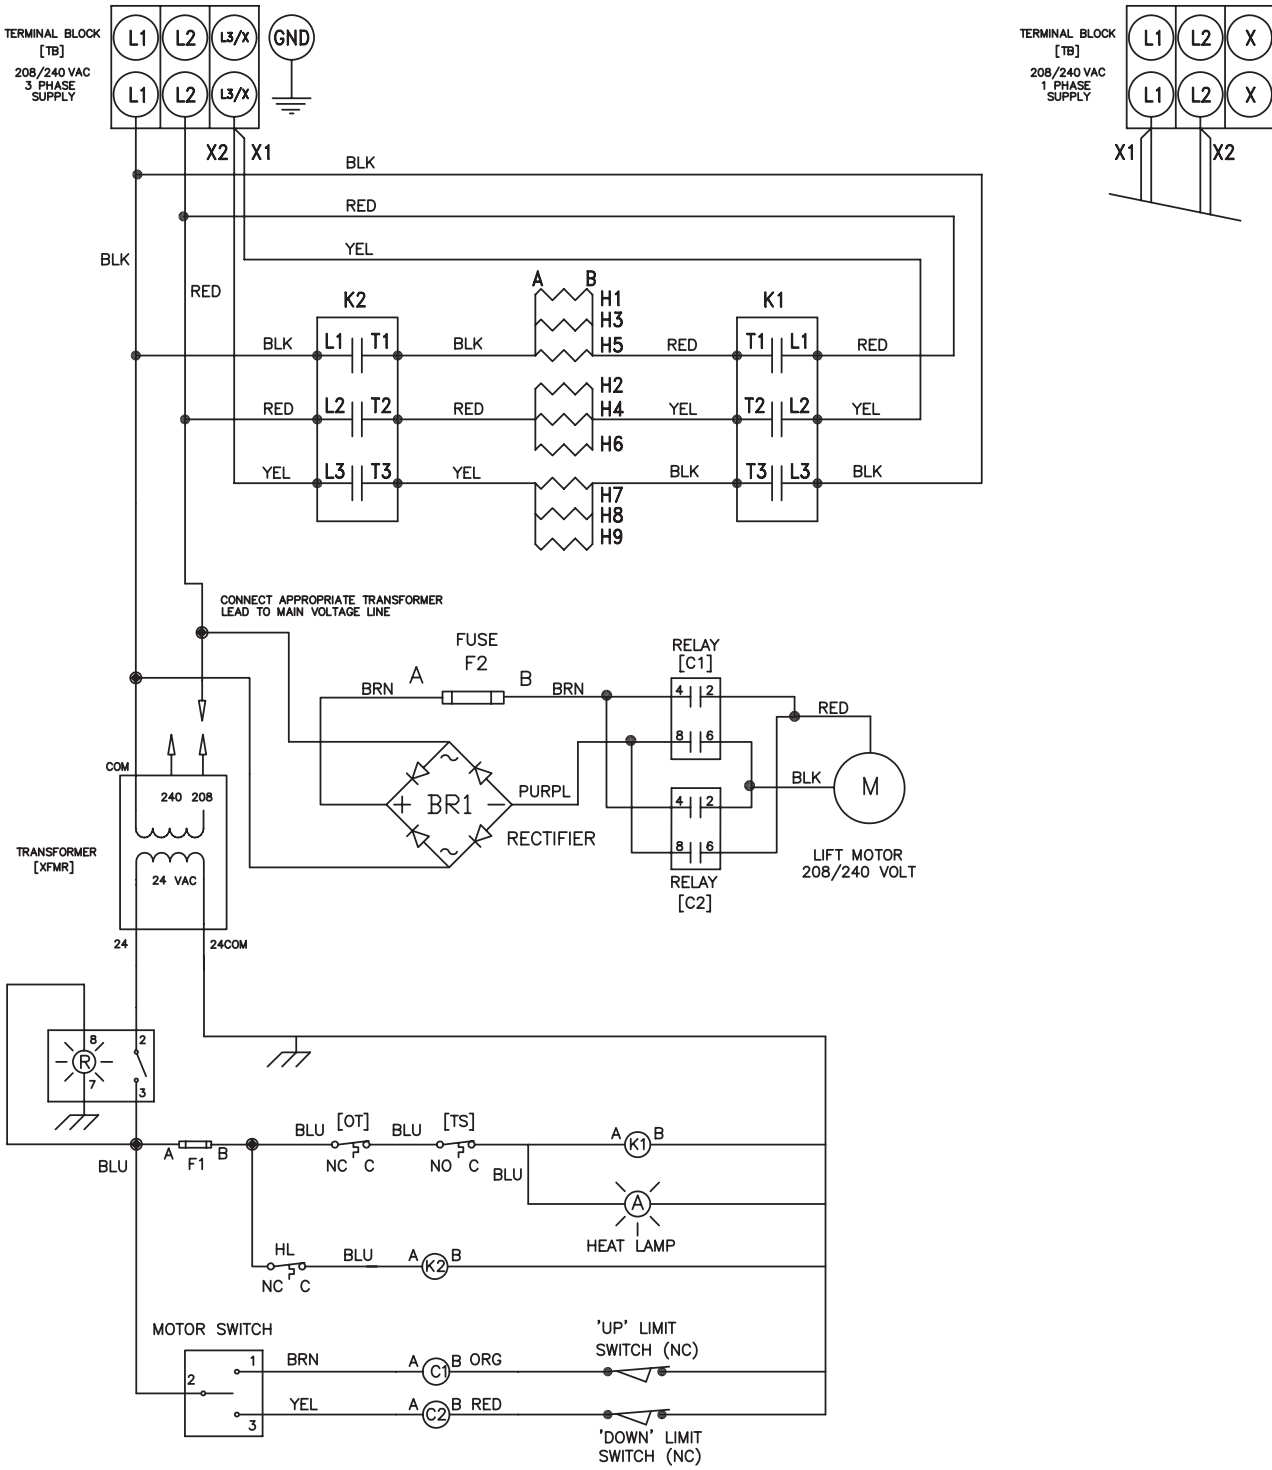 TERMINAL BLOCK
[TB]
208/240 VAC
3 PHASE
SUPPLY
L1 L2 L3/X GND
L1 L2 L3/X
X2 X1
TERMINAL BLOCK
[TB]
208/240 VAC
1 PHASE
SUPPLY
L1 L2 X
L1 L2 X
X1 X2
BLK
RED
YEL
BLK
RED
K2
A B
H1
H3
H5
K1
BLK L1 T1 BLK RED T1 L1 RED
H2
H4
H6
RED L2 T2 RED YEL T2 L2 YEL
YEL L3 T3 YEL BLK T3 L3 BLK
H7
H8
H9
CONNECT APPROPRIATE TRANSFORMER
LEAD TO MAIN VOLTAGE LINE
FUSE
F2
A B
BRN BRN
RELAY
[C1]
4 2
8 6
RED
COM
240 208
TRANSFORMER
[XFMR]
24 VAC
24 24COM
+ BR1 −
~
~
PURPL
RECTIFIER
4 2
8 6
RELAY
[C2]
BLK
M
LIFT MOTOR
208/240 VOLT
8 2
R
7 3
BLU
A B
F1
BLU [OT] BLU [TS]
NC C NO C
BLU
A K1 B
A
HEAT LAMP
HL
NC C
BLU A K2 B
MOTOR SWITCH
1
2
3
BRN A C1 B ORG
'UP' LIMIT
SWITCH (NC)
YEL A C2 B RED
'DOWN' LIMIT
SWITCH (NC)